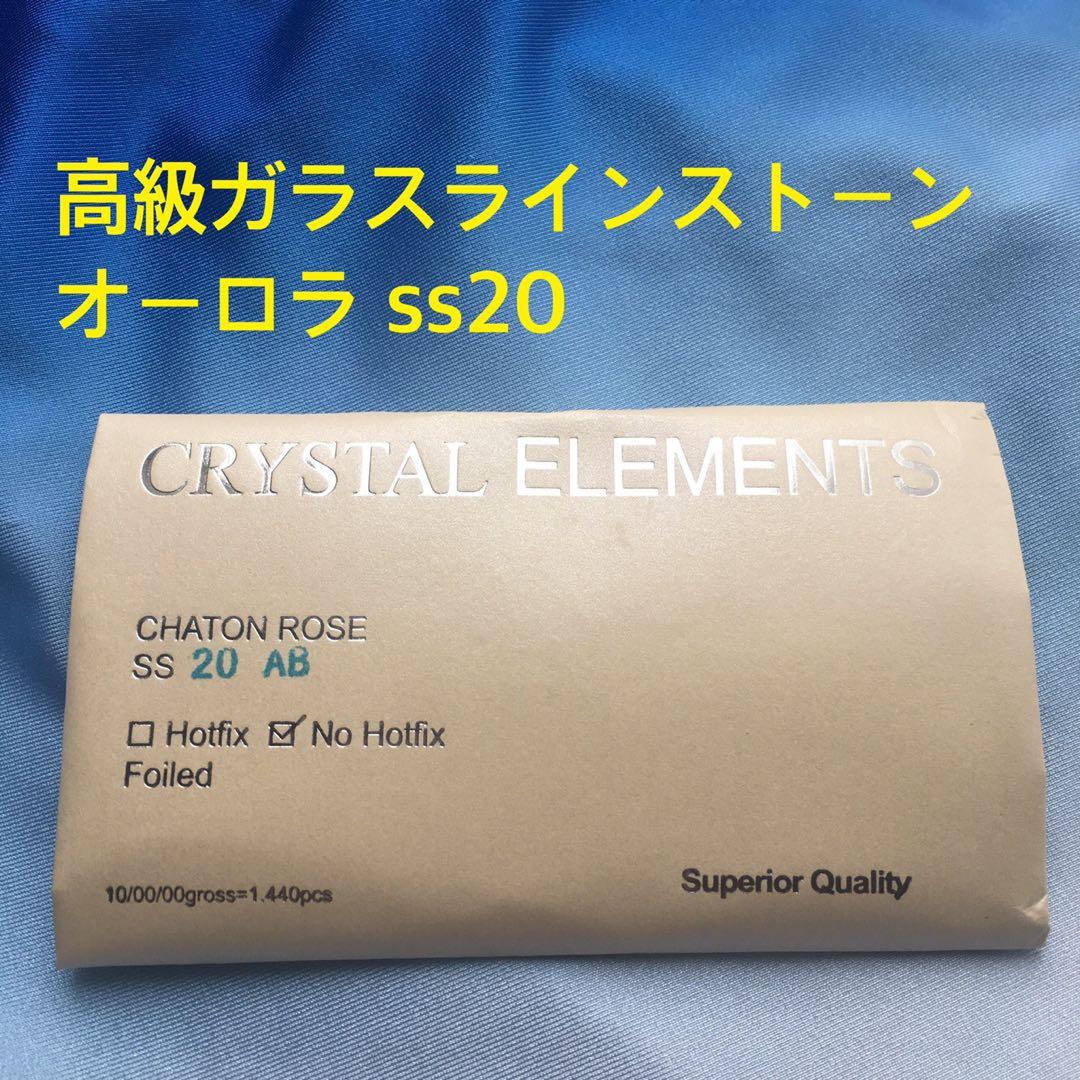 高級ガラスラインストーン
オーロラ ss20
CRYSTAL ELEMENTS
CHATON ROSE
SS 20 AB
☐ Hotfix ☑ No Hotfix
Foiled
10/00/00gross=1.440pcs
Superior Quality